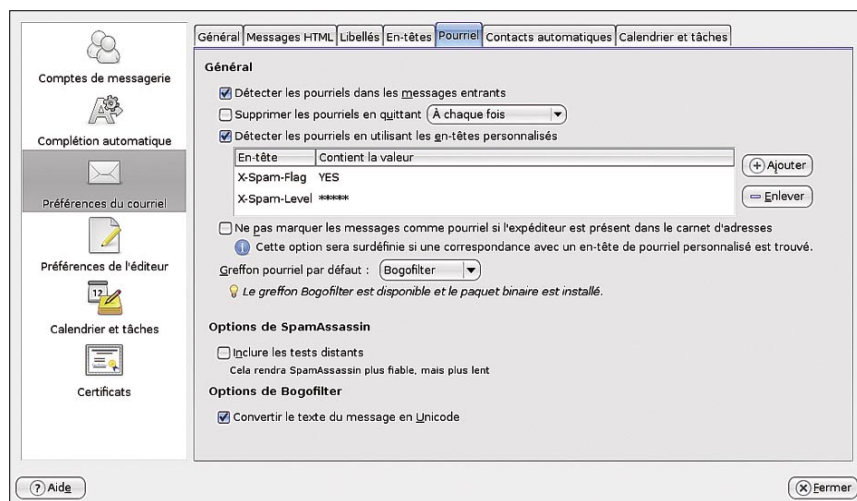 Comptes de messagerie
Complétion automatique
Préférences du courriel
Préférences de l'éditeur
12
Calendrier et tâches
Certificats
Général Messages HTML Libellés En-têtes Pourriel Contacts automatiques Calendrier et tâches
Général
Détecter les pourriels dans les messages entrants
Supprimer les pourriels en quittant À chaque fois
Détecter les pourriels en utilisant les en-têtes personnalisés
En-tête Contient la valeur
X-Spam-Flag YES
X-Spam-Level *****
Ajouter
Enlever
Ne pas marquer les messages comme pourriel si l'expéditeur est présent dans le carnet d'adresses
Cette option sera surdéfinie si une correspondance avec un en-tête de pourriel personnalisé est trouvé.
Greffon pourriel par défaut : Bogofilter
Le greffon Bogofilter est disponible et le paquet binaire est installé.
Options de SpamAssassin
Inclure les tests distants
Cela rendra SpamAssassin plus fiable, mais plus lent
Options de Bogofilter
Convertir le texte du message en Unicode
Aide
Fermer